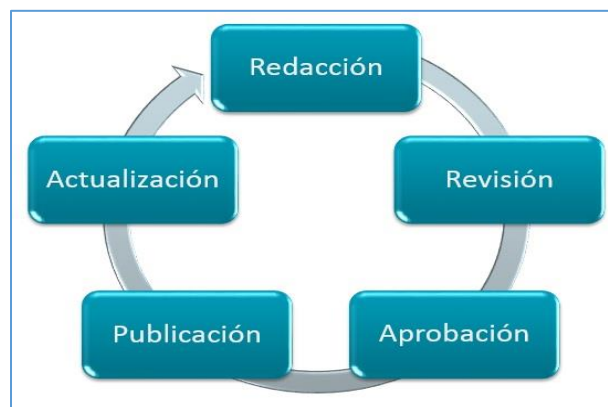 Redacción
Revisión
Aprobación
Publicación
Actualización